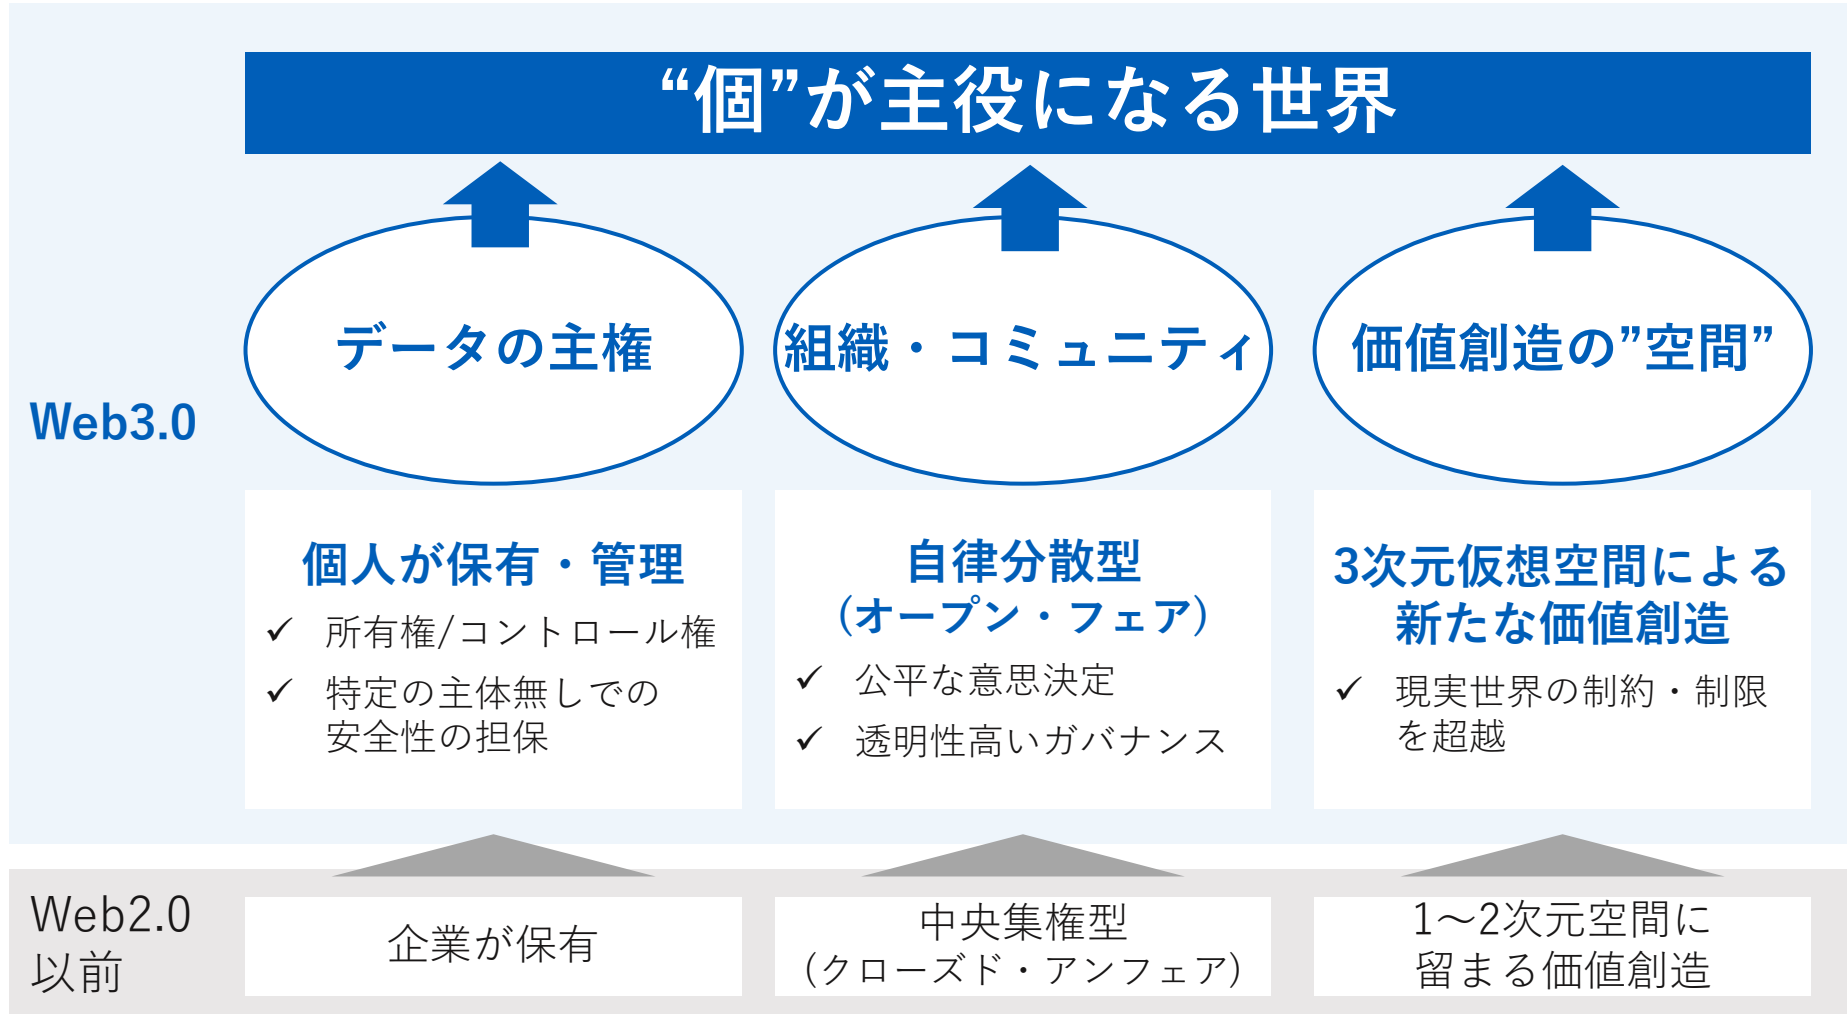 “個”が主役になる世界
Web3.0
データの主権
組織・コミュニティ
価値創造の”空間”
個人が保有・管理
✓ 所有権/コントロール権
✓ 特定の主体無しでの
安全性の担保
自律分散型
(オープン・フェア)
✓ 公平な意思決定
✓ 透明性高いガバナンス
3次元仮想空間による
新たな価値創造
✓ 現実世界の制約・制限
を超越
Web2.0
以前
企業が保有
中央集権型
(クローズド・アンフェア)
1～2次元空間に
留まる価値創造